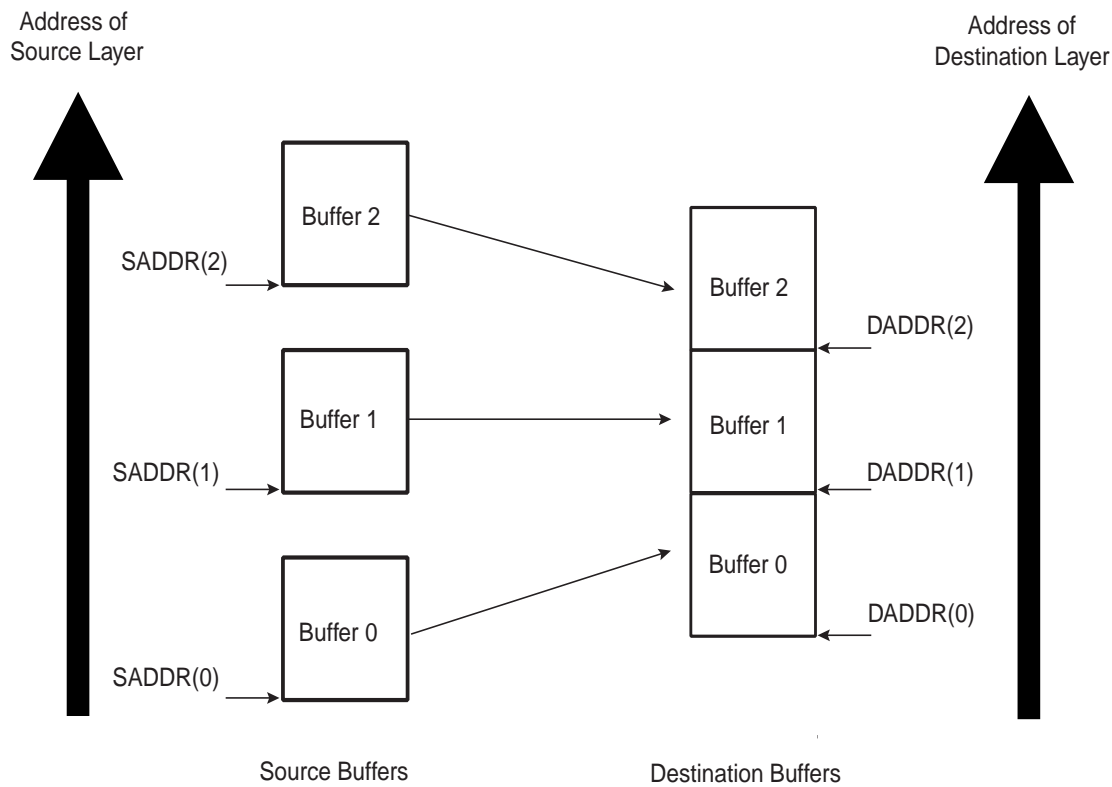 Address of
Source Layer
Address of
Destination Layer
Buffer 2
SADDR(2)
Buffer 2
DADDR(2)
Buffer 1
Buffer 1
SADDR(1)
DADDR(1)
Buffer 0
Buffer 0
DADDR(0)
SADDR(0)
Source Buffers
Destination Buffers